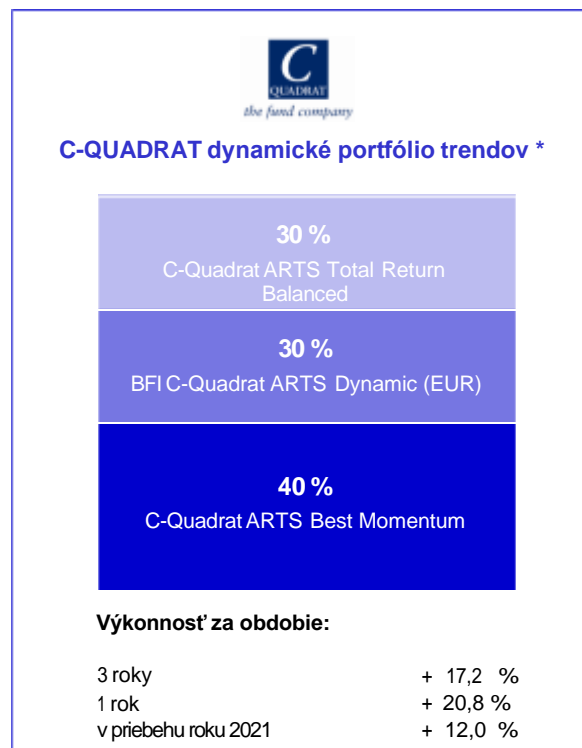 C
QUADRAT
the fund company
C-QUADRAT dynamické portfólio trendov *
30 %
C-Quadrat ARTS Total Return
Balanced
30 %
BFI C-Quadrat ARTS Dynamic (EUR)
40 %
C-Quadrat ARTS Best Momentum
Výkonnosť za obdobie:
3 roky + 17,2 %
1 rok + 20,8 %
v priebehu roku 2021 + 12,0 %